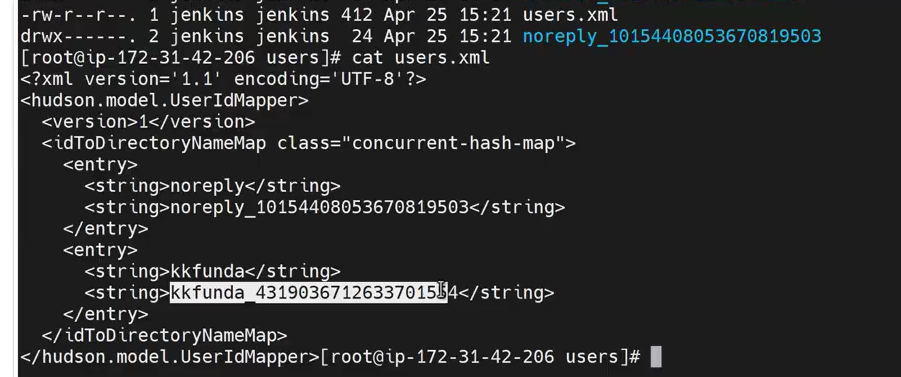 -rw-r--r--. 1 jenkins jenkins 412 Apr 25 15:21 users.xml
drwx------. 2 jenkins jenkins  24 Apr 25 15:21 noreply_10154408053670819503
[root@ip-172-31-42-206 users]# cat users.xml
<?xml version='1.1' encoding='UTF-8'?>
<hudson.model.UserIdMapper>
  <version>1</version>
  <idToDirectoryNameMap class="concurrent-hash-map">
    <entry>
      <string>noreply</string>
      <string>noreply_10154408053670819503</string>
    </entry>
    <entry>
      <string>kkfunda</string>
      <string></string>
    </entry>
  </idToDirectoryNameMap>
</hudson.model.UserIdMapper>[root@ip-172-31-42-206 users]#